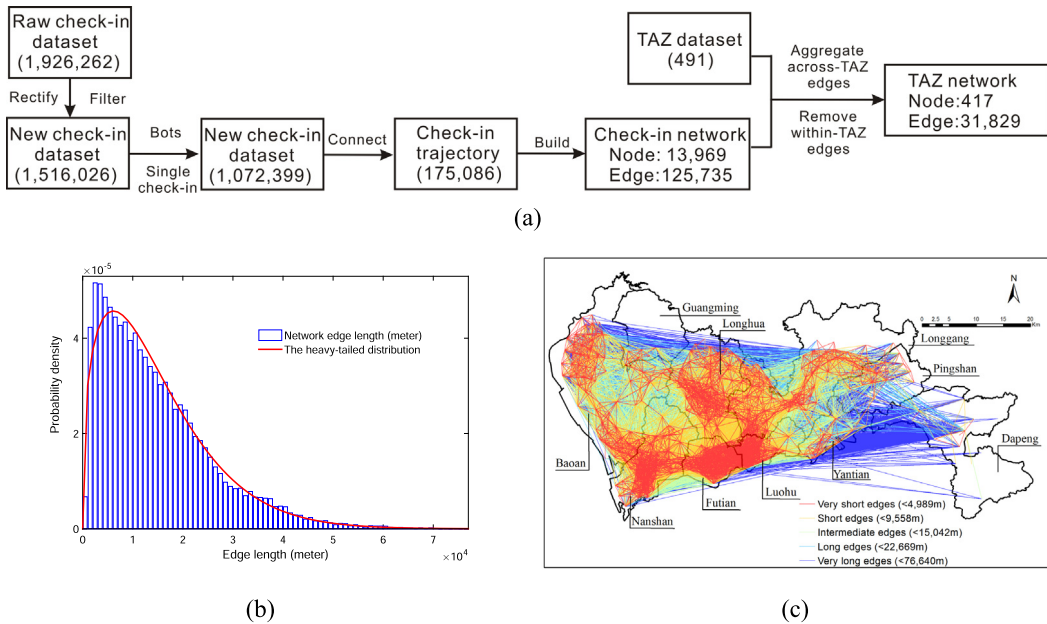 Raw check-in
dataset
(1,926,262)
Rectify
Filter
New check-in
dataset
(1,516,026)
Bots
Single
check-in
New check-in
dataset
(1,072,399)
Connect
Check-in
trajectory
(175,086)
Build
Check-in network
Node: 13,969
Edge:125,735
TAZ dataset
(491)
Aggregate
across-TAZ
edges
Remove
within-TAZ
edges
TAZ network
Node:417
Edge:31,829
(a)
×10⁻⁵
4
2
0
Probability density
Network edge length (meter)
The heavy-tailed distribution
0 1 2 3 4 5 6 7
Edge length (meter)
×10⁴
(b)
N
0 2.5 5 10 15 20
Km
Guangming
Longhua
Longgang
Pingshan
Dapeng
Baoan
Yantian
Luohu
Futian
Nanshan
Very short edges (<4,989m)
Short edges (<9,558m)
Intermediate edges (<15,042m)
Long edges (<22,669m)
Very long edges (<76,640m)
(c)